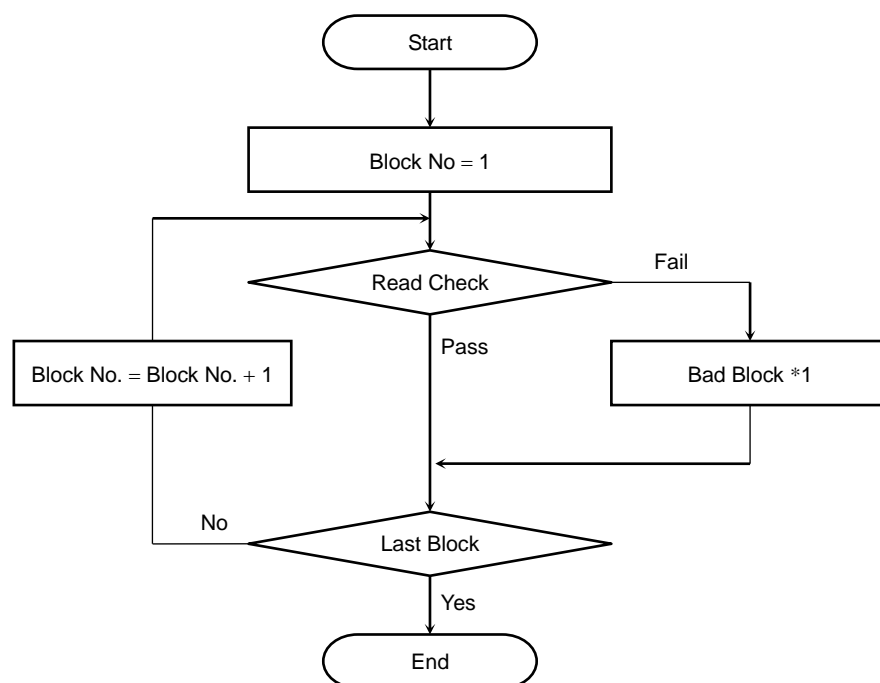 Start
Block No = 1
Read Check
Fail
Pass
Block No. = Block No. + 1
Bad Block *1
No
Last Block
Yes
End